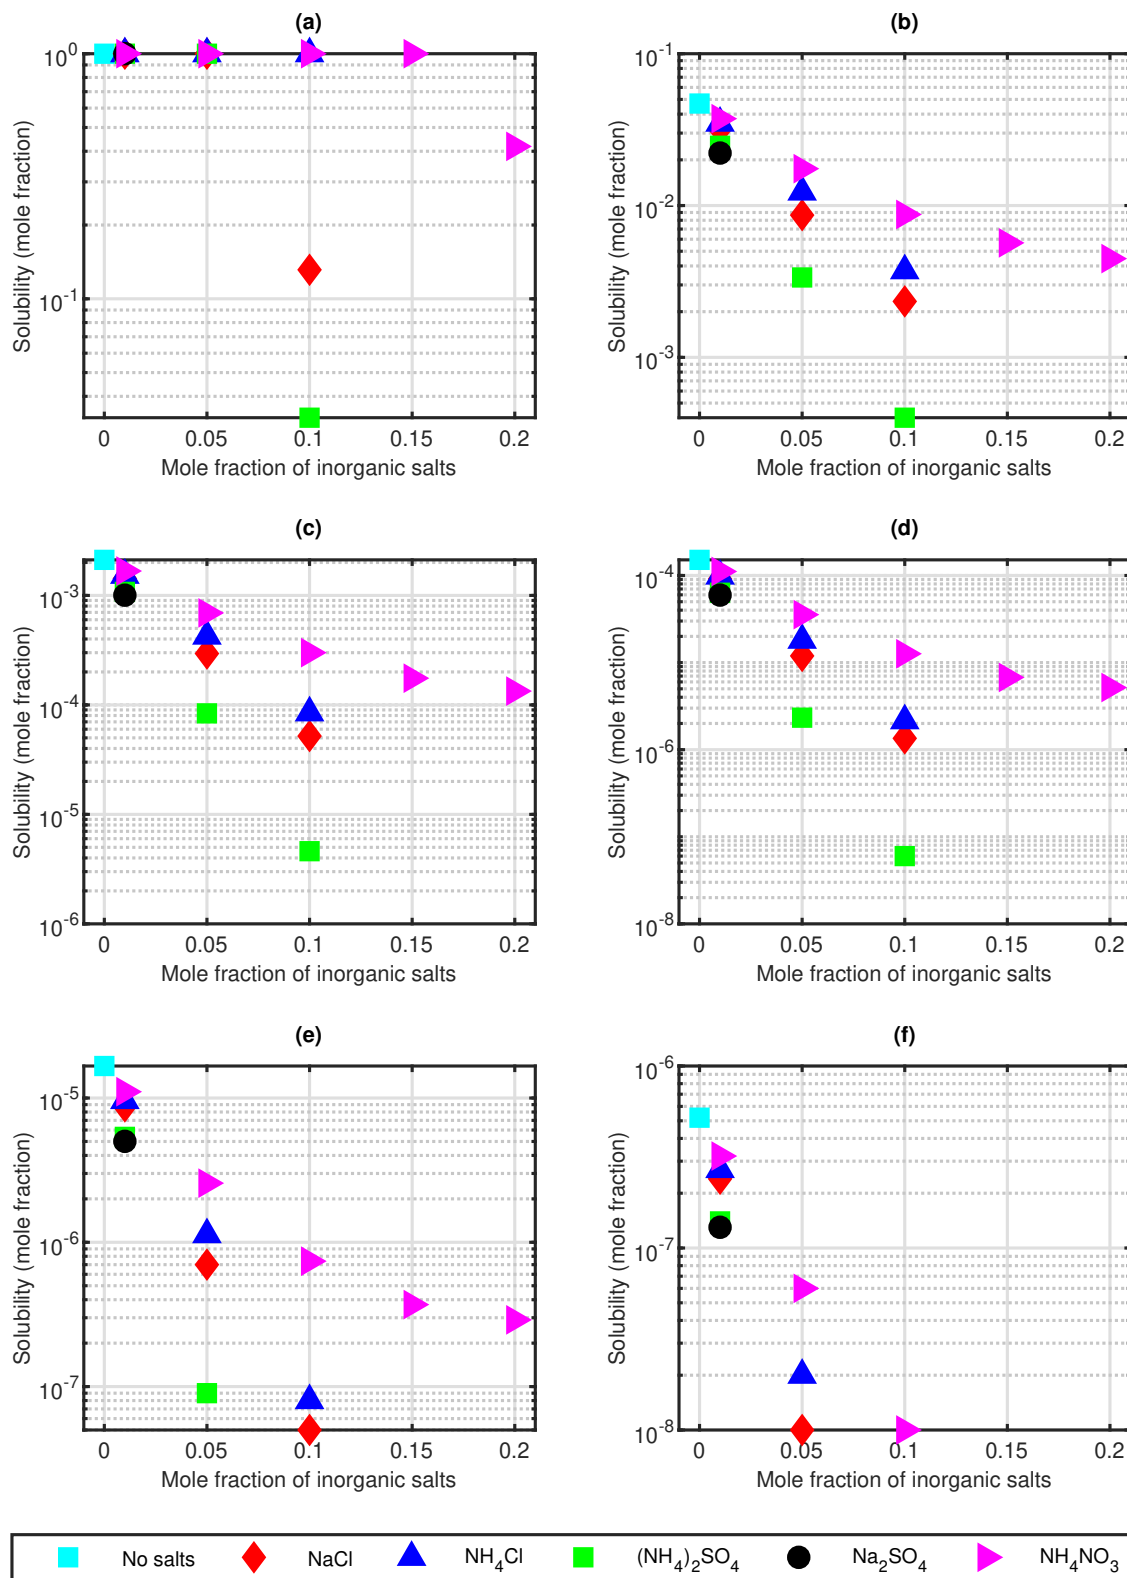 (a)
10^0
10^-1
Solubility (mole fraction)
0 0.05 0.1 0.15 0.2
Mole fraction of inorganic salts
(b)
10^-1
10^-2
10^-3
Solubility (mole fraction)
0 0.05 0.1 0.15 0.2
Mole fraction of inorganic salts
(c)
10^-3
10^-4
10^-5
10^-6
Solubility (mole fraction)
0 0.05 0.1 0.15 0.2
Mole fraction of inorganic salts
(d)
10^-4
10^-6
10^-8
Solubility (mole fraction)
0 0.05 0.1 0.15 0.2
Mole fraction of inorganic salts
(e)
10^-5
10^-6
10^-7
Solubility (mole fraction)
0 0.05 0.1 0.15 0.2
Mole fraction of inorganic salts
(f)
10^-6
10^-7
10^-8
Solubility (mole fraction)
0 0.05 0.1 0.15 0.2
Mole fraction of inorganic salts
No salts NaCl NH₄Cl (NH₄)₂SO₄ Na₂SO₄ NH₄NO₃